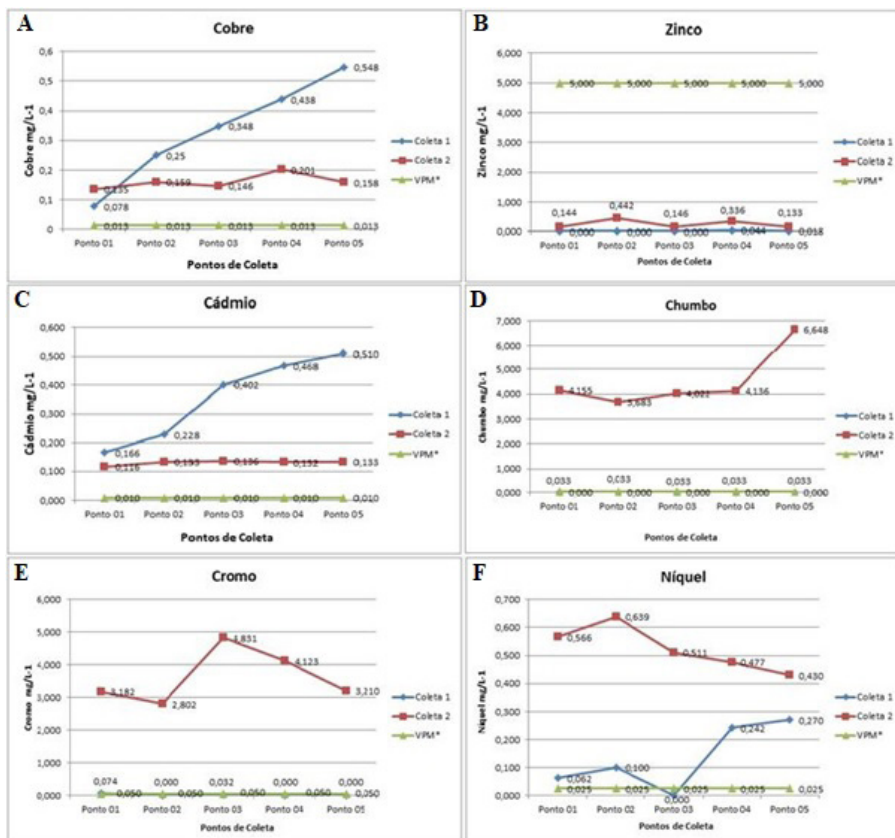 A
Cobre
Cobre mg/L-1
0,6
0,5
0,4
0,3
0,2
0,1
0
0,548
0,438
0,348
0,25
0,201
0,135
0,159
0,146
0,158
0,078
0,013
0,013
0,013
0,013
0,013
Ponto 01
Ponto 02
Ponto 03
Ponto 04
Ponto 05
Pontos de Coleta
Coleta 1
Coleta 2
VPM*
B
Zinco
Zinco mg/L-1
6,000
5,000
4,000
3,000
2,000
1,000
0,000
5,000
5,000
5,000
5,000
5,000
0,144
0,442
0,146
0,336
0,133
0,000
0,000
0,000
0,044
0,018
Ponto 01
Ponto 02
Ponto 03
Ponto 04
Ponto 05
Pontos de Coleta
Coleta 1
Coleta 2
VPM*
C
Cádmio
Cádmio mg/L-1
0,600
0,500
0,400
0,300
0,200
0,100
0,000
0,510
0,468
0,402
0,228
0,166
0,116
0,136
0,132
0,133
0,010
0,010
0,010
0,010
0,010
Ponto 01
Ponto 02
Ponto 03
Ponto 04
Ponto 05
Pontos de Coleta
Coleta 1
Coleta 2
VPM*
D
Chumbo
Chumbo mg/L-1
7,000
6,000
5,000
4,000
3,000
2,000
1,000
0,000
6,648
4,155
4,136
0,033
0,033
0,033
0,033
0,033
0,000
0,000
0,000
0,000
0,000
Ponto 01
Ponto 02
Ponto 03
Ponto 04
Ponto 05
Pontos de Coleta
Coleta 1
Coleta 2
VPM*
E
Cromo
Cromo mg/L-1
6,000
5,000
4,000
3,000
2,000
1,000
0,000
4,831
4,123
3,182
2,802
3,210
0,074
0,000
0,032
0,000
0,000
0,050
0,050
0,050
0,050
0,050
Ponto 01
Ponto 02
Ponto 03
Ponto 04
Ponto 05
Pontos de Coleta
Coleta 1
Coleta 2
VPM*
F
Níquel
Níquel mg/L-1
0,700
0,600
0,500
0,400
0,300
0,200
0,100
0,000
0,566
0,639
0,511
0,477
0,430
0,062
0,100
0,000
0,242
0,270
0,025
0,025
0,025
0,025
0,025
Ponto 01
Ponto 02
Ponto 03
Ponto 04
Ponto 05
Pontos de Coleta
Coleta 1
Coleta 2
VPM*